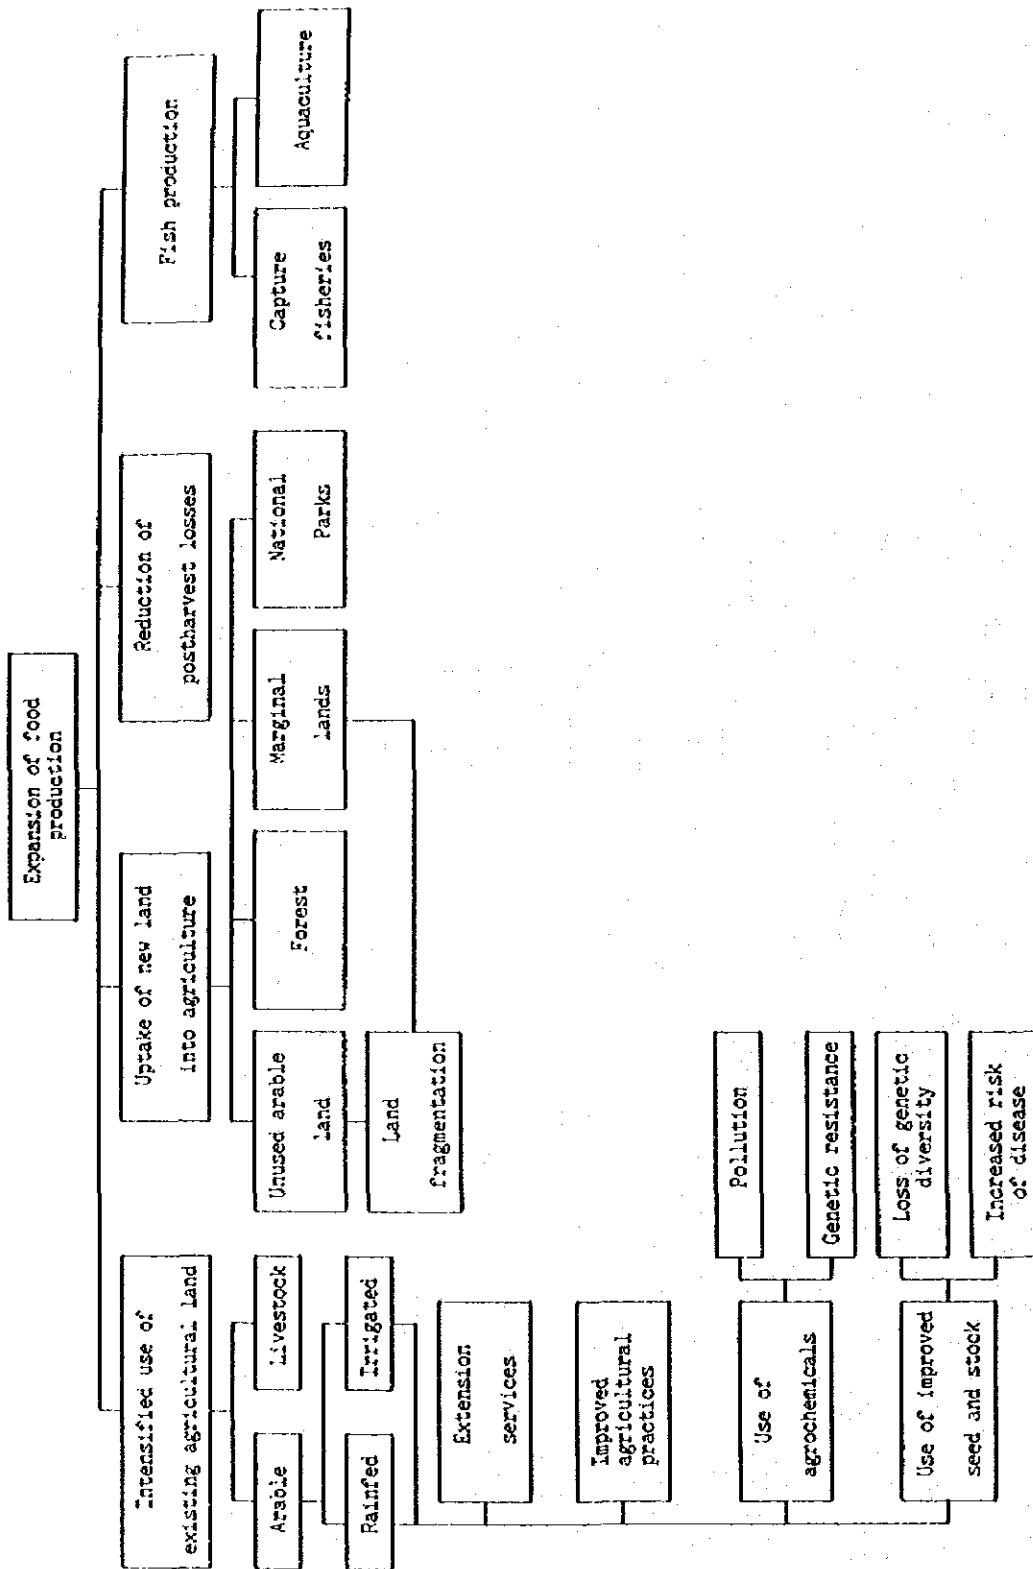 Expansion of food
production
Intensified use of
existing agricultural land
Uptake of new land
into agriculture
Reduction of
postharvest losses
Fish production
Arable
Livestock
Unused arable
land
Forest
Marginal
lands
National
Parks
Capture
fisheries
Aquaculture
Rainfed
Irrigated
Land
fragmentation
Extension
services
Improved
agricultural
practices
Use of
agrochemicals
Pollution
Genetic resistance
Use of improved
seed and stock
Loss of genetic
diversity
Increased risk
of disease